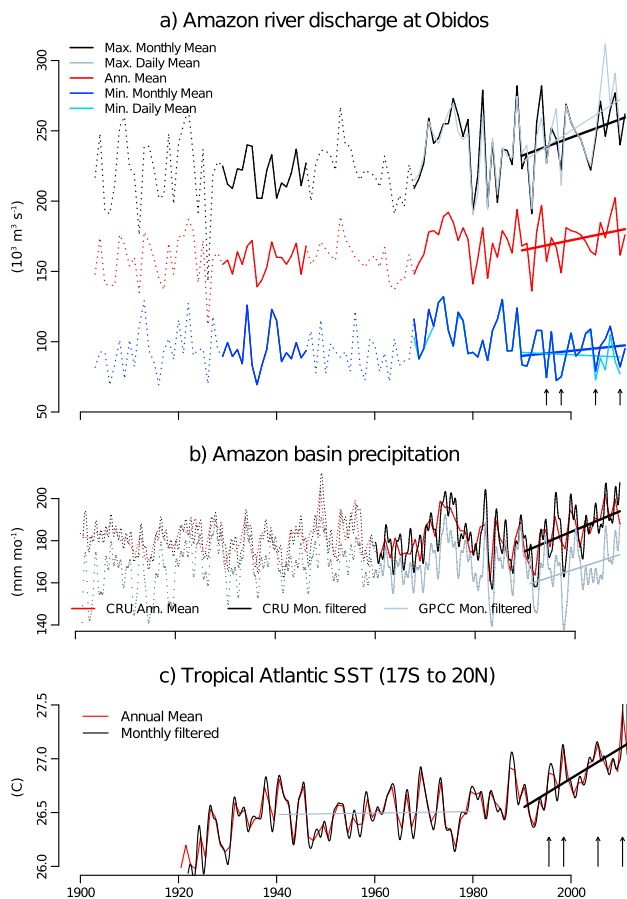 a) Amazon river discharge at Obidos
Max. Monthly Mean
Max. Daily Mean
Ann. Mean
Min. Monthly Mean
Min. Daily Mean
300
250
200
150
100
50
(10³ m³ s⁻¹)
b) Amazon basin precipitation
200
180
160
140
(mm mo⁻¹)
CRU Ann. Mean CRU Mon. filtered GPCC Mon. filtered
c) Tropical Atlantic SST (17S to 20N)
Annual Mean
Monthly filtered
27.5
27.0
26.5
26.0
(C)
1900 1920 1940 1960 1980 2000